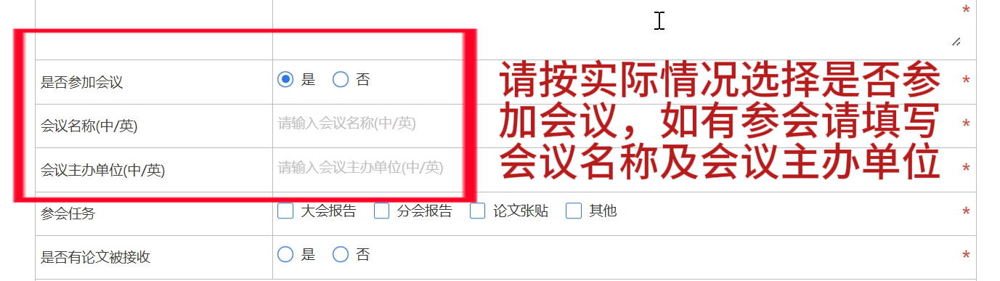 *
是否参加会议 是 否 *
会议名称(中/英) 请输入会议名称(中/英) *
会议主办单位(中/英) 请输入会议主办单位(中/英) *
请按实际情况选择是否参
加会议，如有参会请填写
会议名称及会议主办单位
参会任务 大会报告 分会报告 论文张贴 其他 *
是否有论文被接收 是 否 *